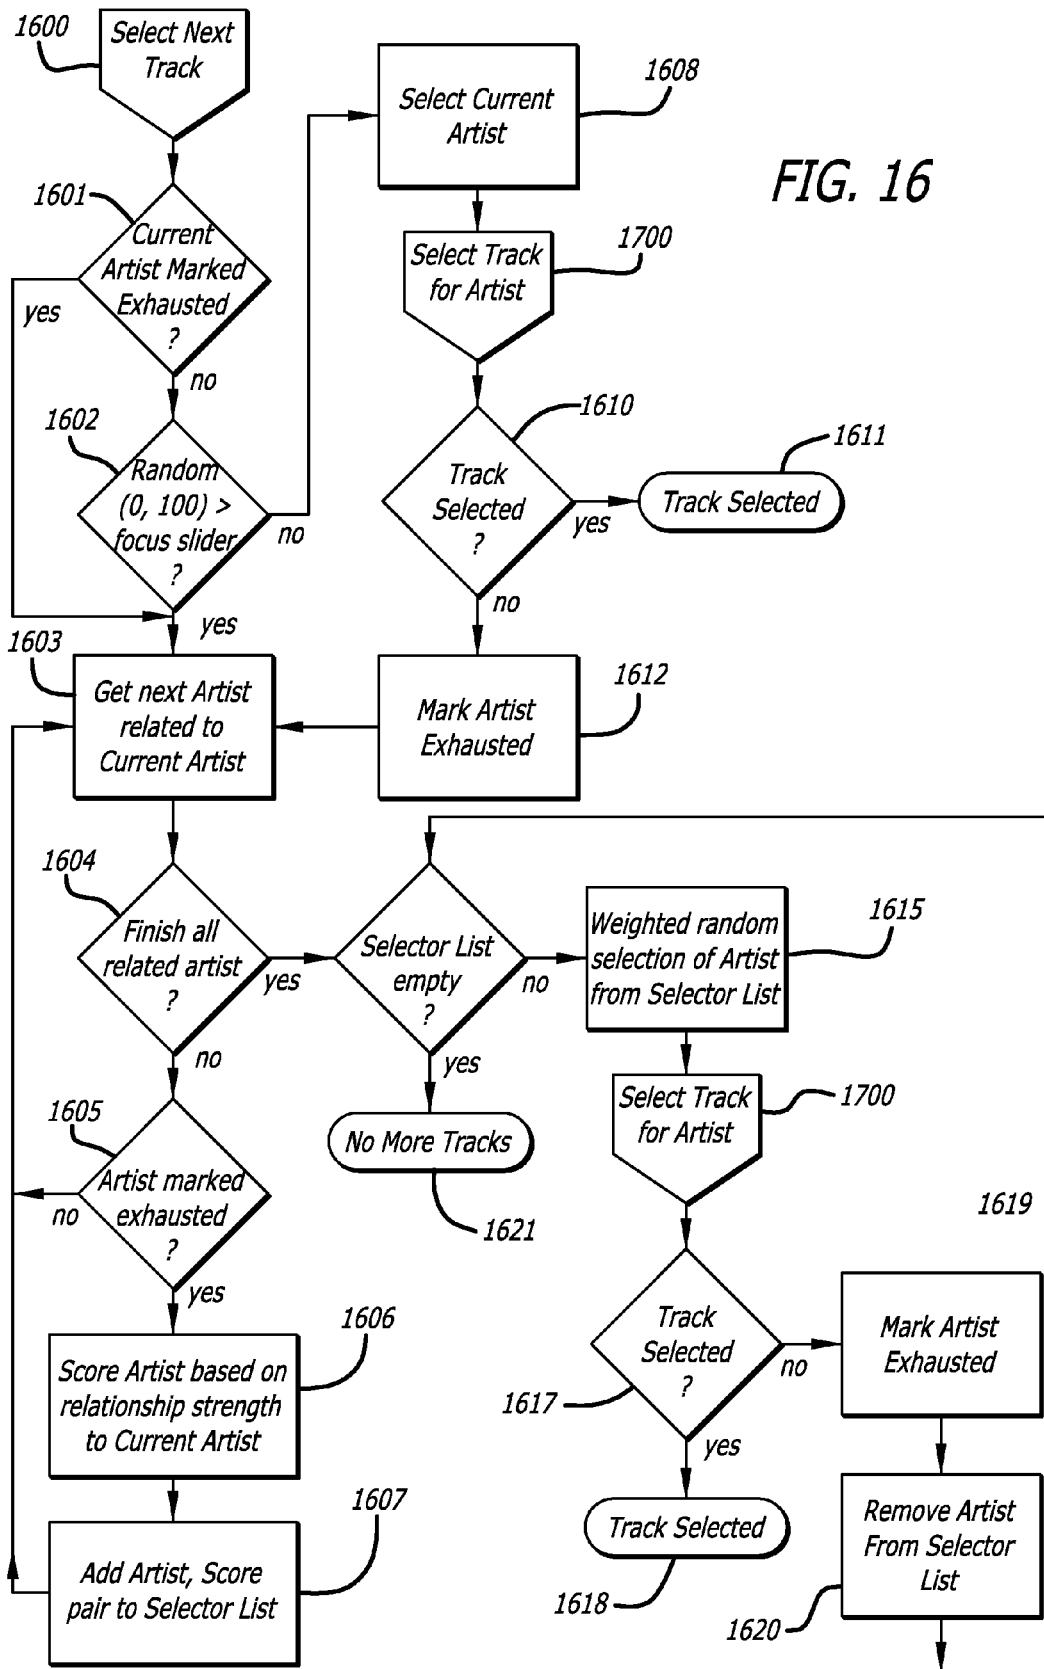 1600
Select Next
Track
1608
Select Current
Artist
FIG. 16
1601
Current
Artist Marked
Exhausted
?
yes
no
1700
Select Track
for Artist
1602
Random
(0, 100) >
focus slider
?
no
yes
1610
Track
Selected
?
yes
no
1611
Track Selected
1603
Get next Artist
related to
Current Artist
1612
Mark Artist
Exhausted
1604
Finish all
related artist
?
yes
no
Selector List
empty
?
no
yes
1615
Weighted random
selection of Artist
from Selector List
1700
Select Track
for Artist
No More Tracks
1621
1605
Artist marked
exhausted
?
no
yes
1619
Mark Artist
Exhausted
Track
Selected
?
no
1617
yes
1606
Score Artist based on
relationship strength
to Current Artist
1607
Add Artist, Score
pair to Selector List
Track Selected
1618
Remove Artist
From Selector
List
1620